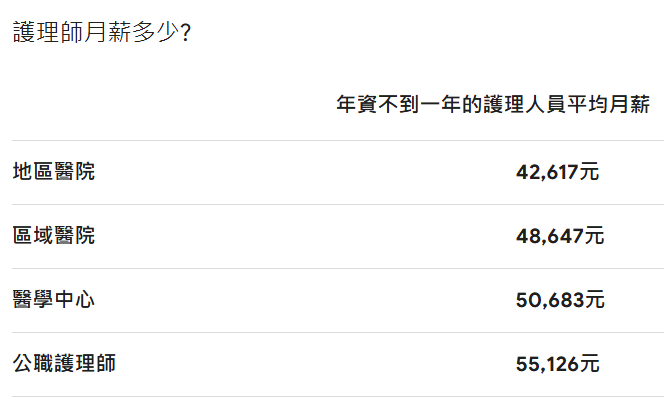 護理師月薪多少?
年資不到一年的護理人員平均月薪
地區醫院 42,617元
區域醫院 48,647元
醫學中心 50,683元
公職護理師 55,126元